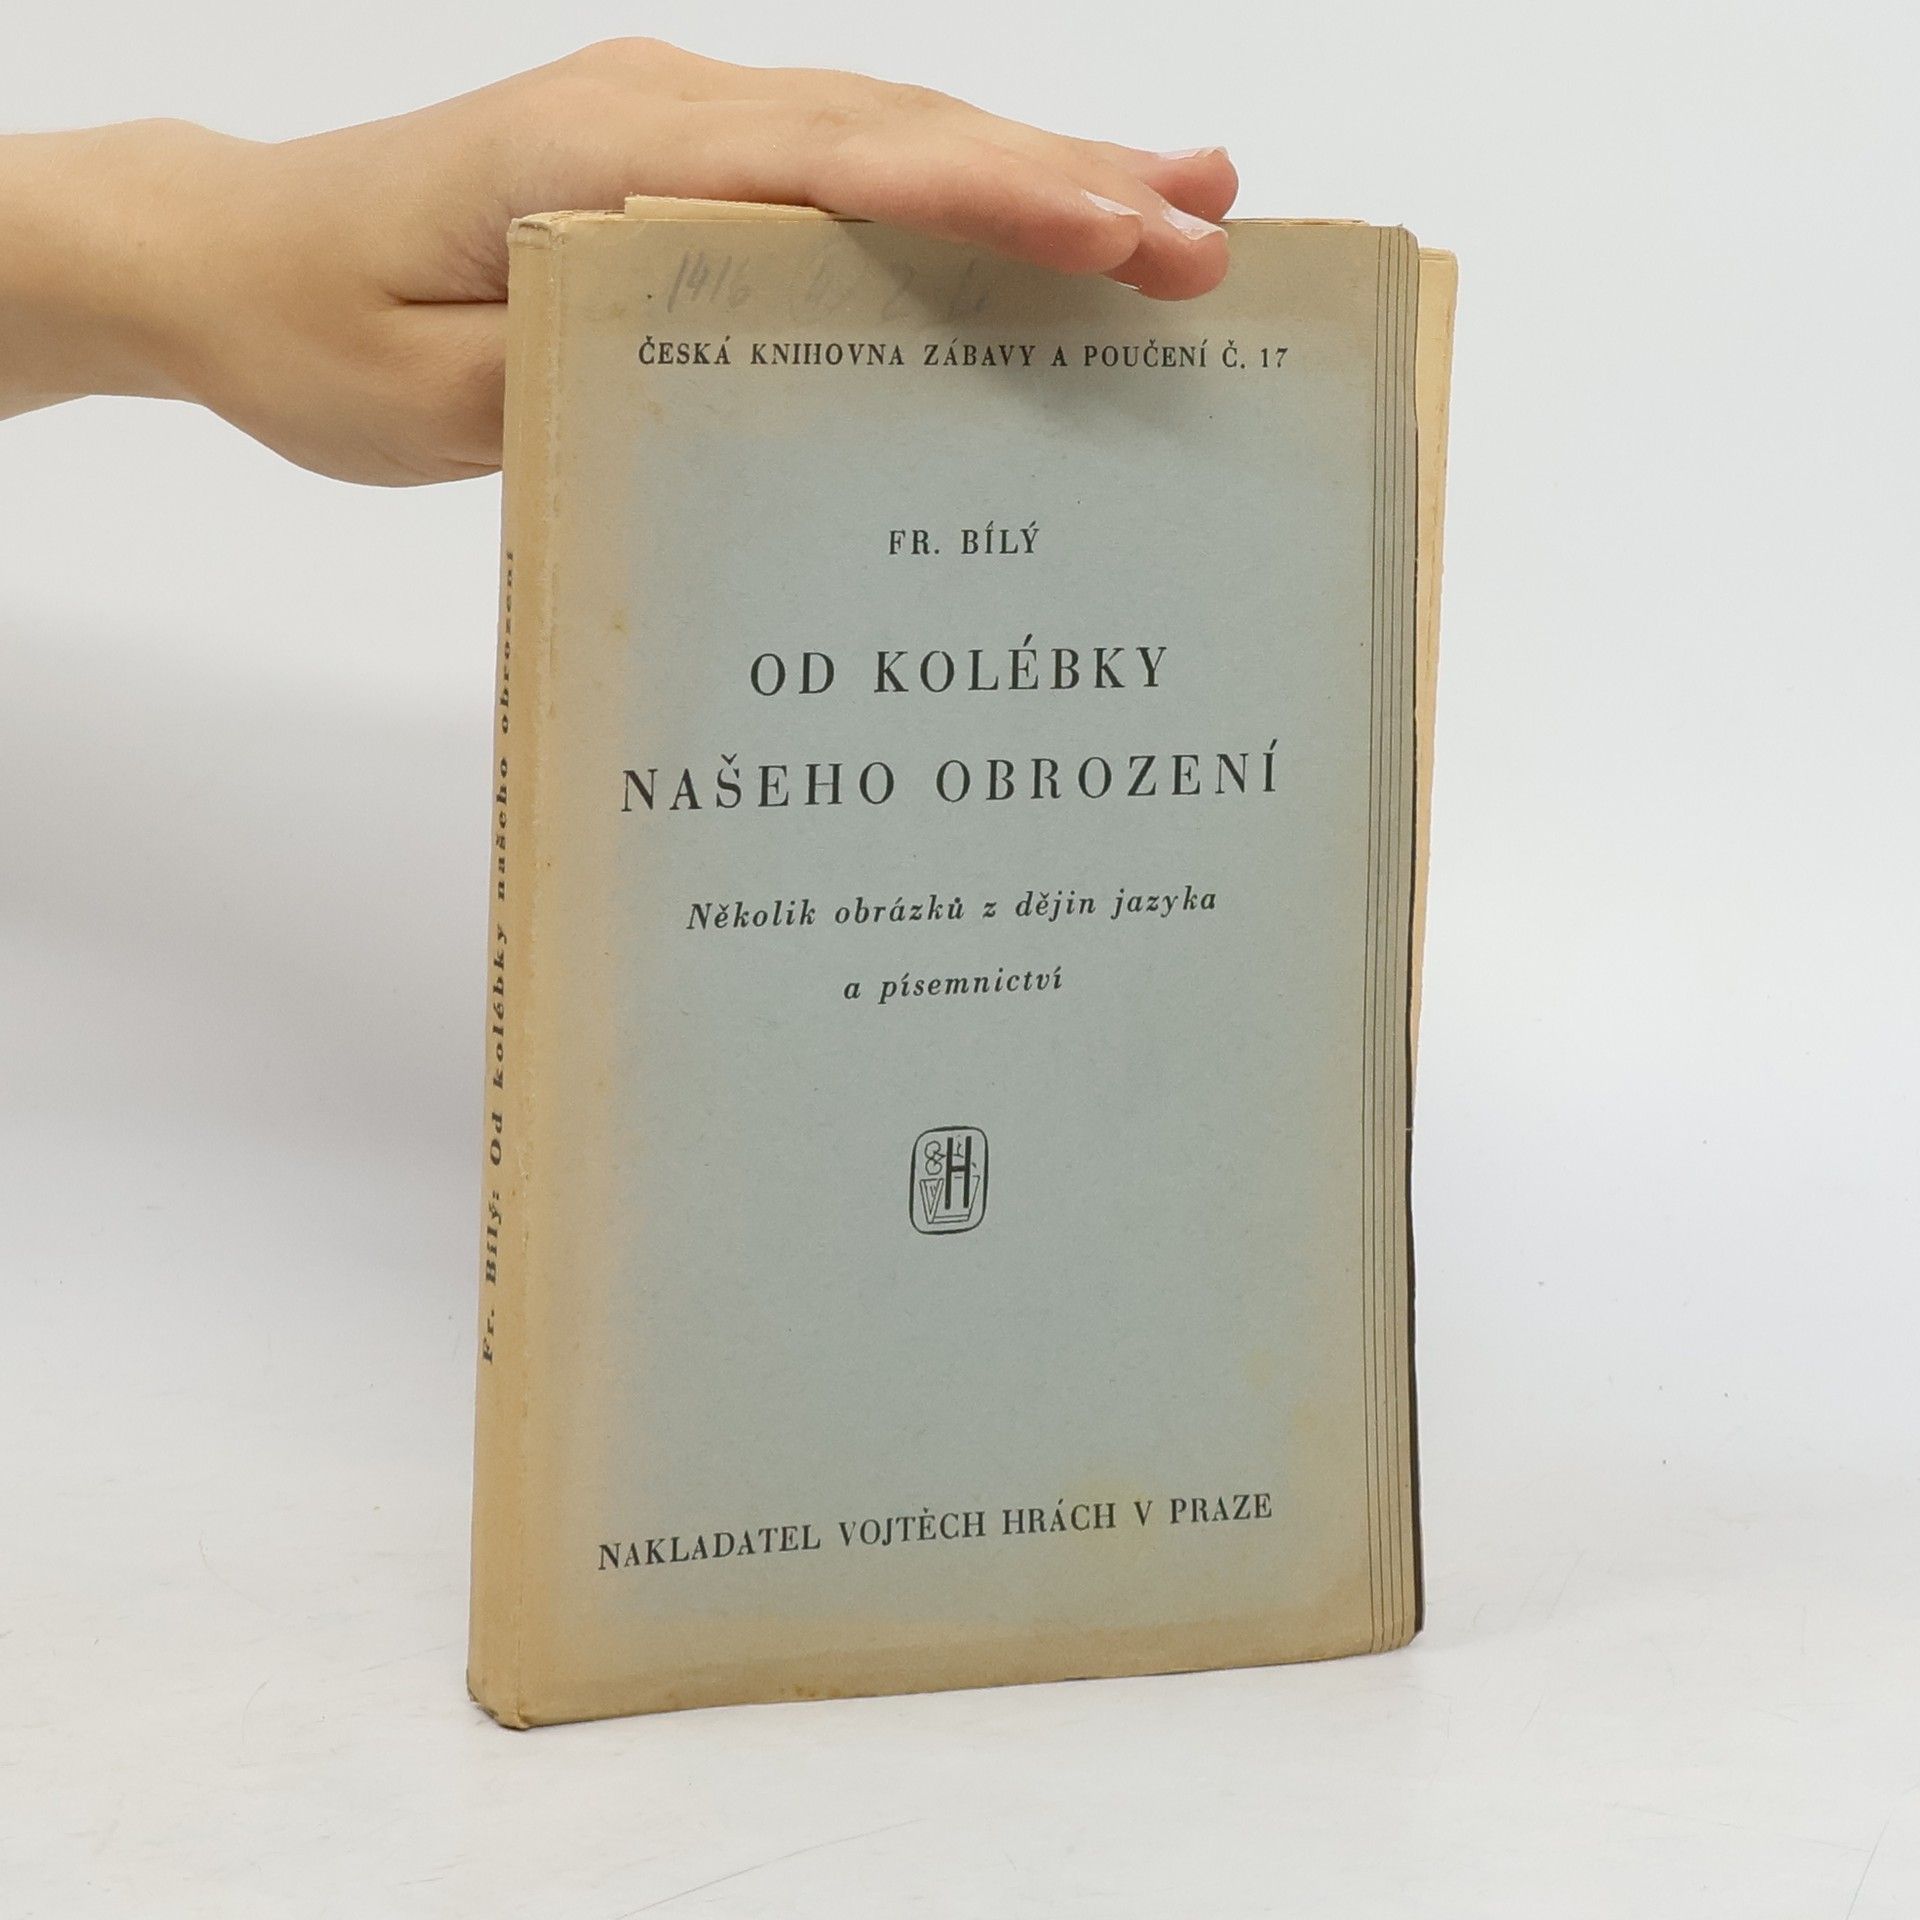 1416
ČESKÁ KNIHOVNA ZÁBAVY A POUČENÍ Č. 17
FR. BÍLÝ
OD KOLÉBKY
NAŠEHO OBROZENÍ
Několik obrázků z dějin jazyka
a písemnictví
H
NAKLADATEL VOJTĚCH HRÁCH V PRAZE
Fr. Bílý: Od kolébky našeho obrození